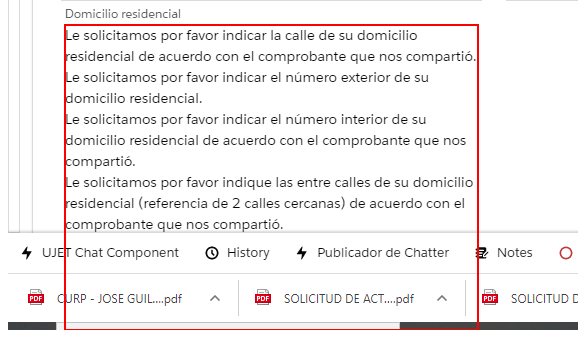 Domicilio residencial
Le solicitamos por favor indicar la calle de su domicilio
residencial de acuerdo con el comprobante que nos compartió.
Le solicitamos por favor indicar el número exterior de su
domicilio residencial.
Le solicitamos por favor indicar el número interior de su
domicilio residencial de acuerdo con el comprobante que nos
compartió.
Le solicitamos por favor indique las entre calles de su domicilio
residencial (referencia de 2 calles cercanas) de acuerdo con el
comprobante que nos compartió.
UJET Chat Component History Publicador de Chatter Notes
PDF CURP - JOSE GUIL....pdf PDF SOLICITUD DE ACT....pdf PDF SOLICITUD D